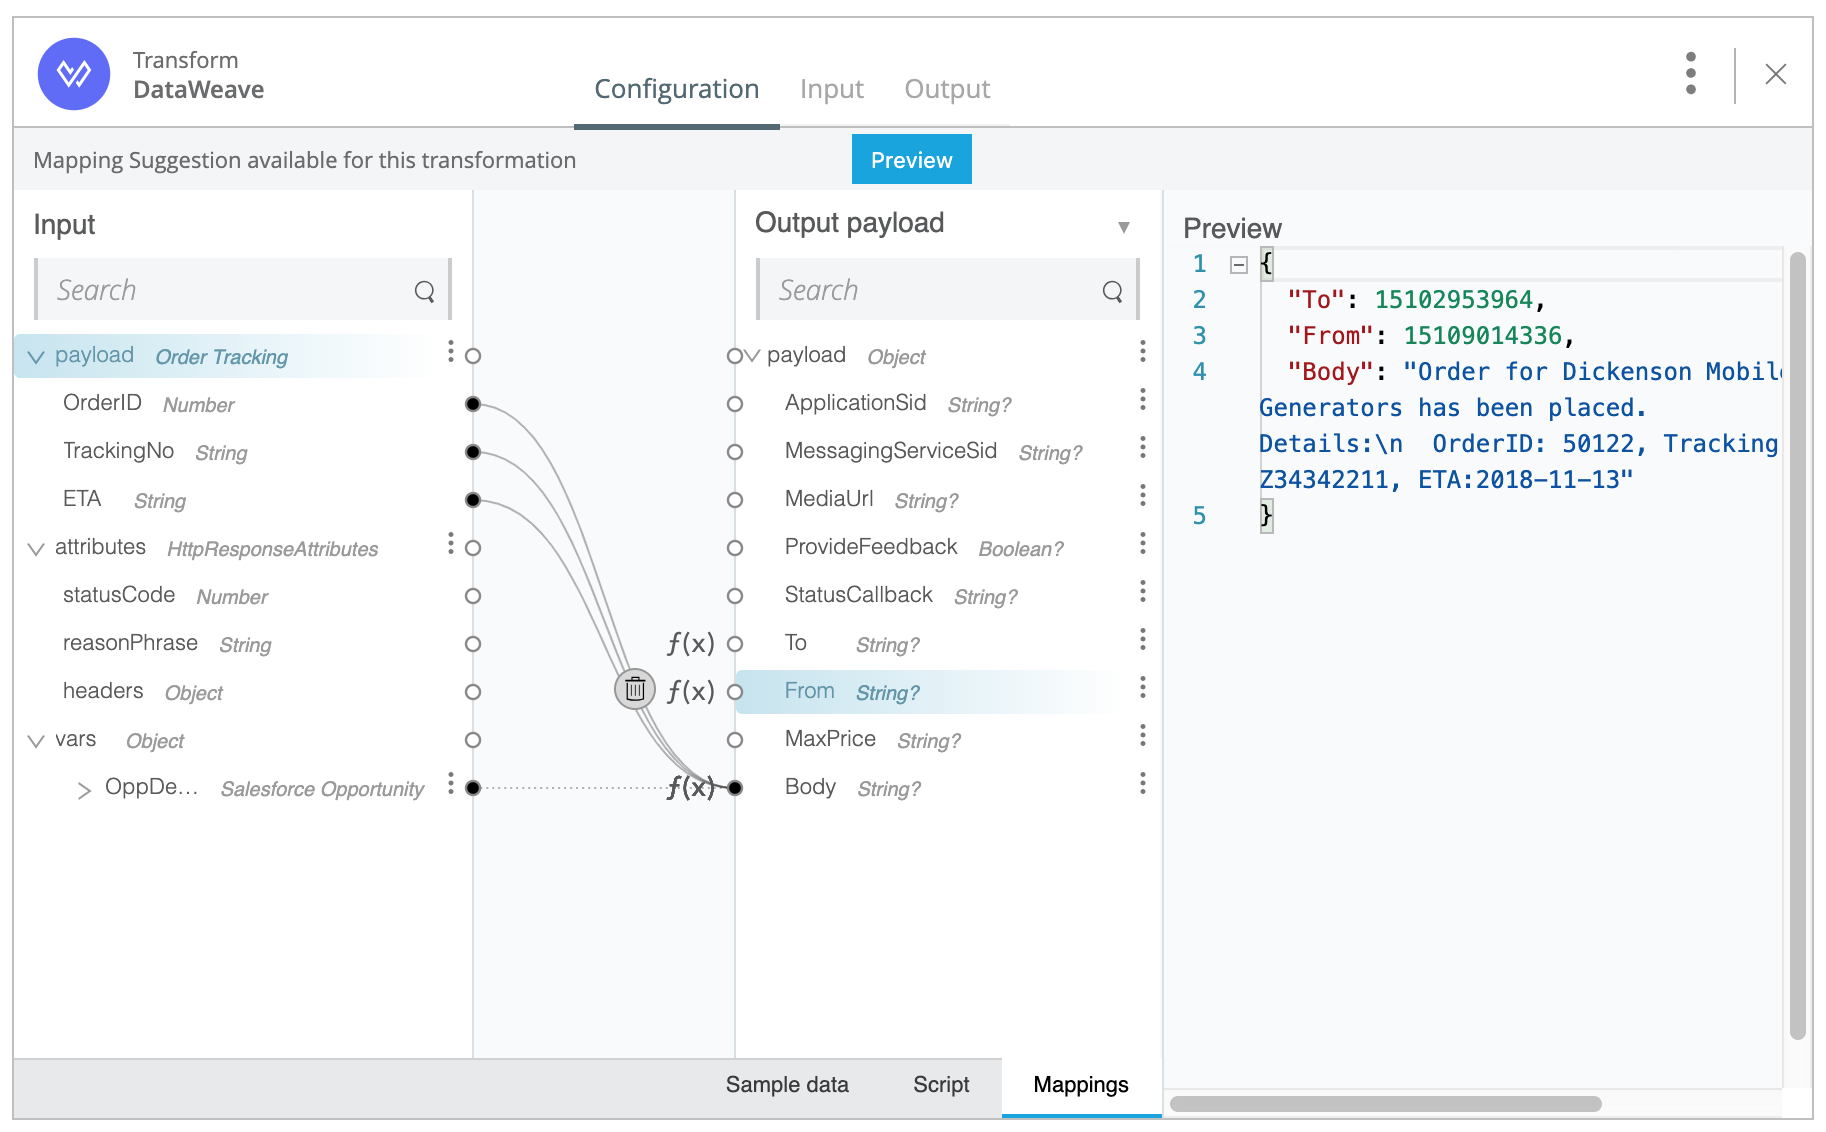 Transform
DataWeave
Configuration Input Output
Mapping Suggestion available for this transformation
Preview
Input
Search
payload Order Tracking
OrderID Number
TrackingNo String
ETA String
attributes HttpResponseAttributes
statusCode Number
reasonPhrase String
headers Object
vars Object
OppDe... Salesforce Opportunity
f(x)
f(x)
f(x)
Output payload
Search
payload Object
ApplicationSid String?
MessagingServiceSid String?
MediaUrl String?
ProvideFeedback Boolean?
StatusCallback String?
To String?
From String?
MaxPrice String?
Body String?
Preview
1 {
2 "To": 15102953964,
3 "From": 15109014336,
4 "Body": "Order for Dickenson Mobile
Generators has been placed.
Details:\n OrderID: 50122, Tracking
Z34342211, ETA:2018-11-13"
5 }
Sample data Script Mappings